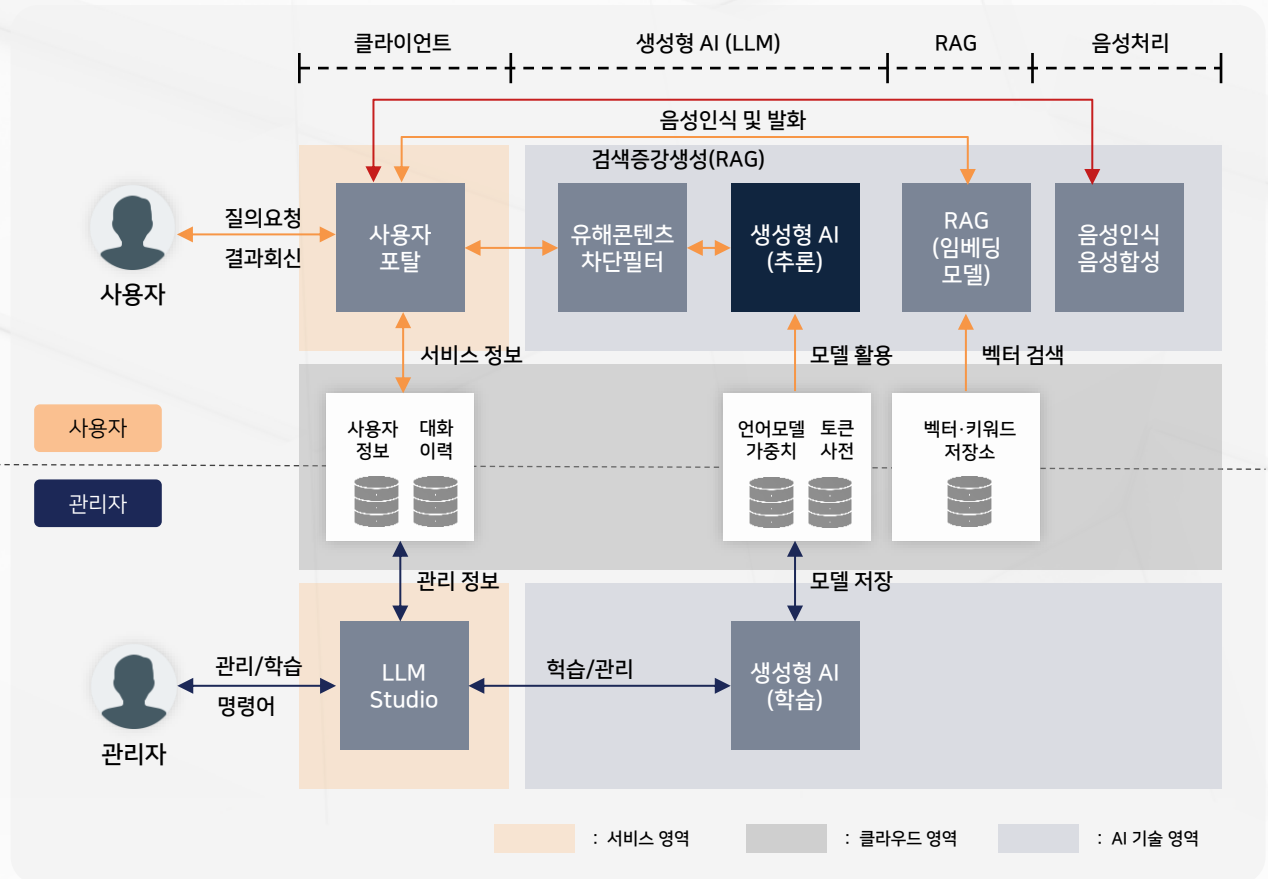 클라이언트
생성형 AI (LLM)
RAG
음성처리
음성인식 및 발화
검색증강생성(RAG)
질의요청
결과회신
사용자
사용자
포탈
유해콘텐츠
차단필터
생성형 AI
(추론)
RAG
(임베딩
모델)
음성인식
음성합성
서비스 정보
모델 활용
벡터 검색
사용자
관리자
사용자
정보
대화
이력
언어모델
가중치
토큰
사전
벡터·키워드
저장소
관리 정보
모델 저장
관리/학습
명령어
관리자
LLM
Studio
헉습/관리
생성형 AI
(학습)
: 서비스 영역
: 클라우드 영역
: AI 기술 영역